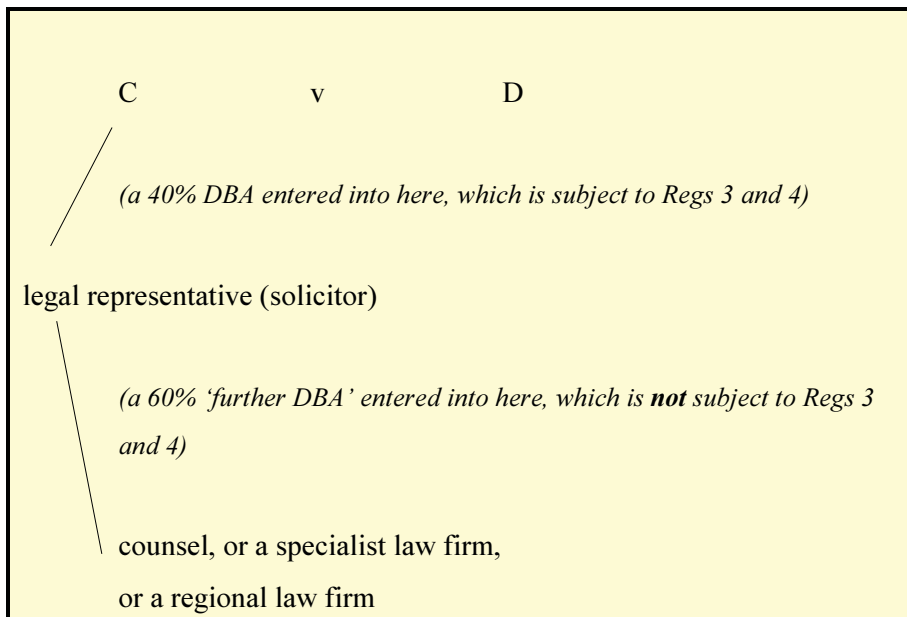 C v D
(a 40% DBA entered into here, which is subject to Regs 3 and 4)
legal representative (solicitor)
(a 60% ‘further DBA’ entered into here, which is not subject to Regs 3
and 4)
counsel, or a specialist law firm,
or a regional law firm